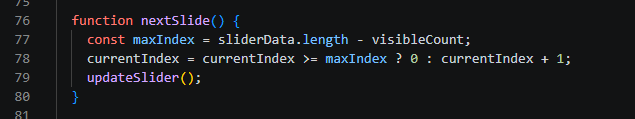 75
76 function nextSlide() {
77   const maxIndex = sliderData.length - visibleCount;
78   currentIndex = currentIndex >= maxIndex ? 0 : currentIndex + 1;
79   updateSlider();
80 }
81